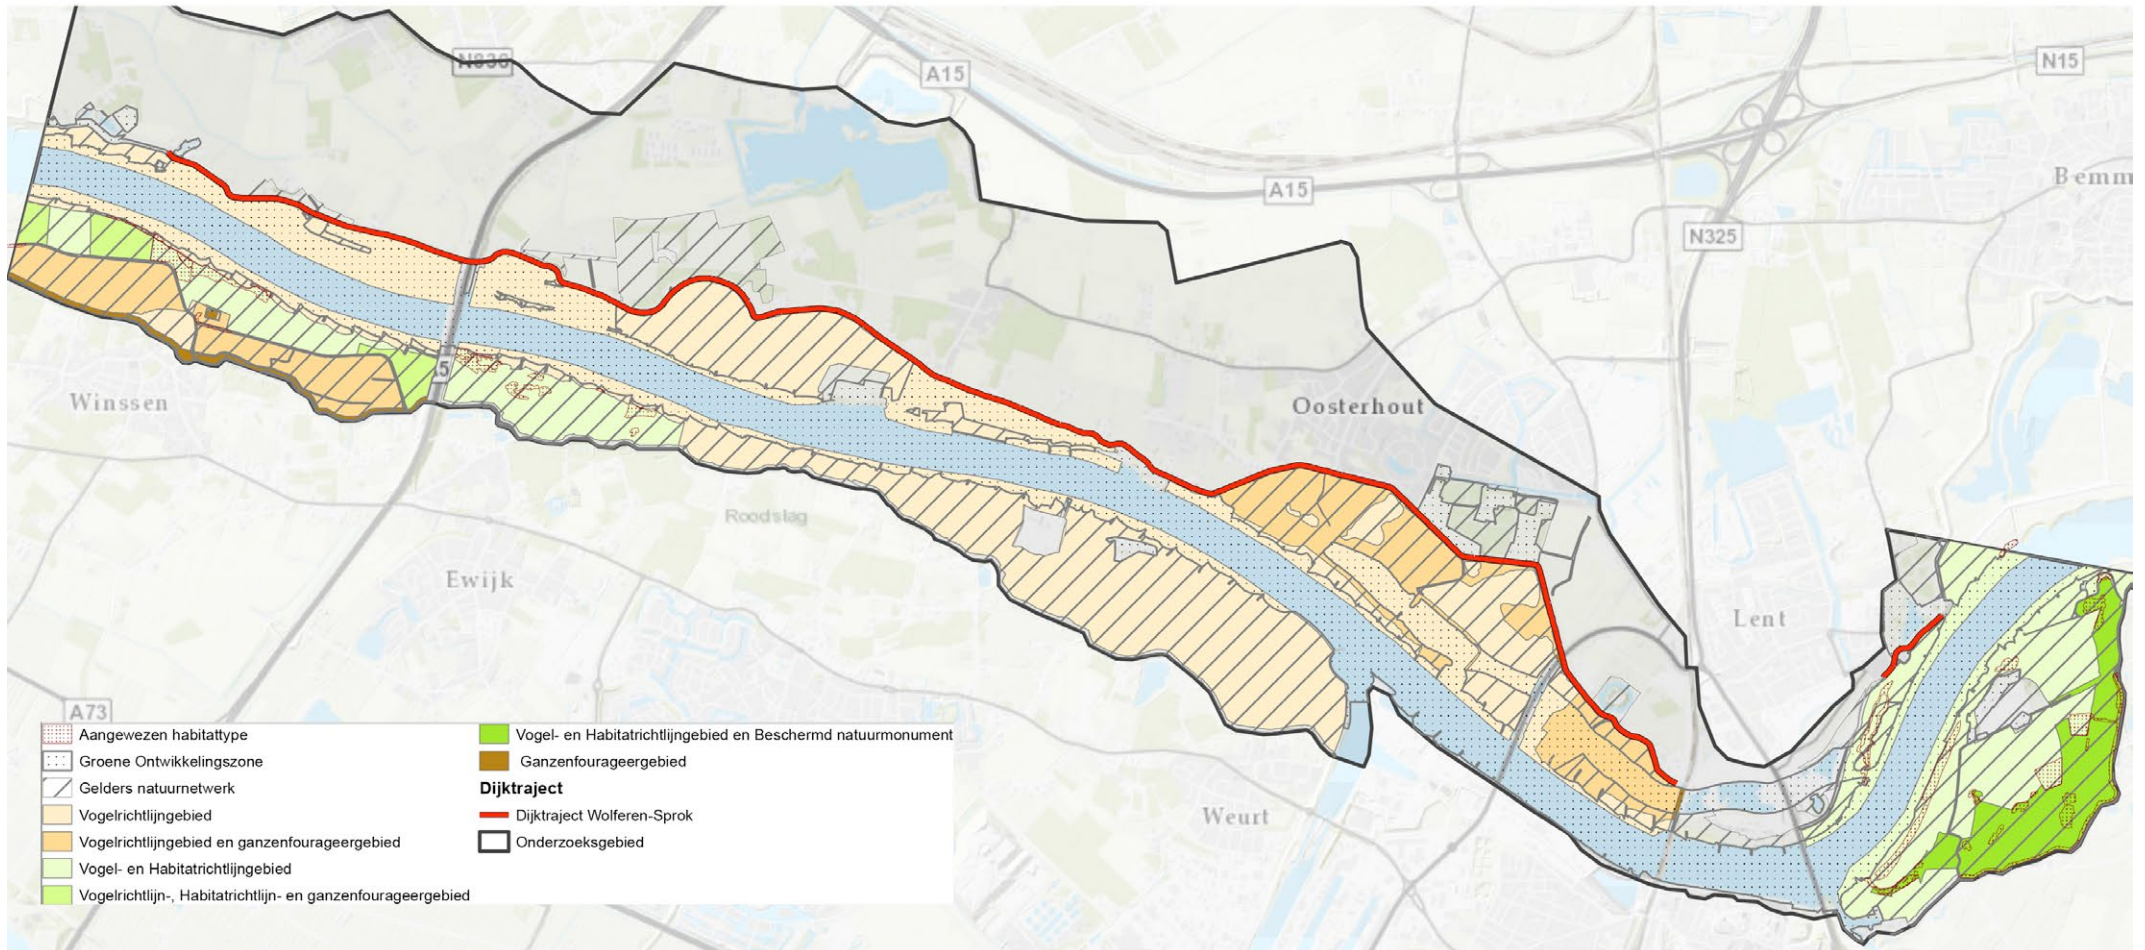 N836
A15
N15
A15
Bemm
N325
Winssen
Oosterhout
Roodslag
Ewijk
Lent
A73
Weurt
Aangewezen habitattype
Groene Ontwikkelingszone
Gelders natuurnetwerk
Vogelrichtlijngebied
Vogelrichtlijngebied en ganzenfourageergebied
Vogel- en Habitatrichtlijngebied
Vogelrichtlijn-, Habitatrichtlijn- en ganzenfourageergebied
Vogel- en Habitatrichtlijngebied en Beschermd natuurmonument
Ganzenfourageergebied
Dijktraject
Dijktraject Wolferen-Sprok
Onderzoeksgebied